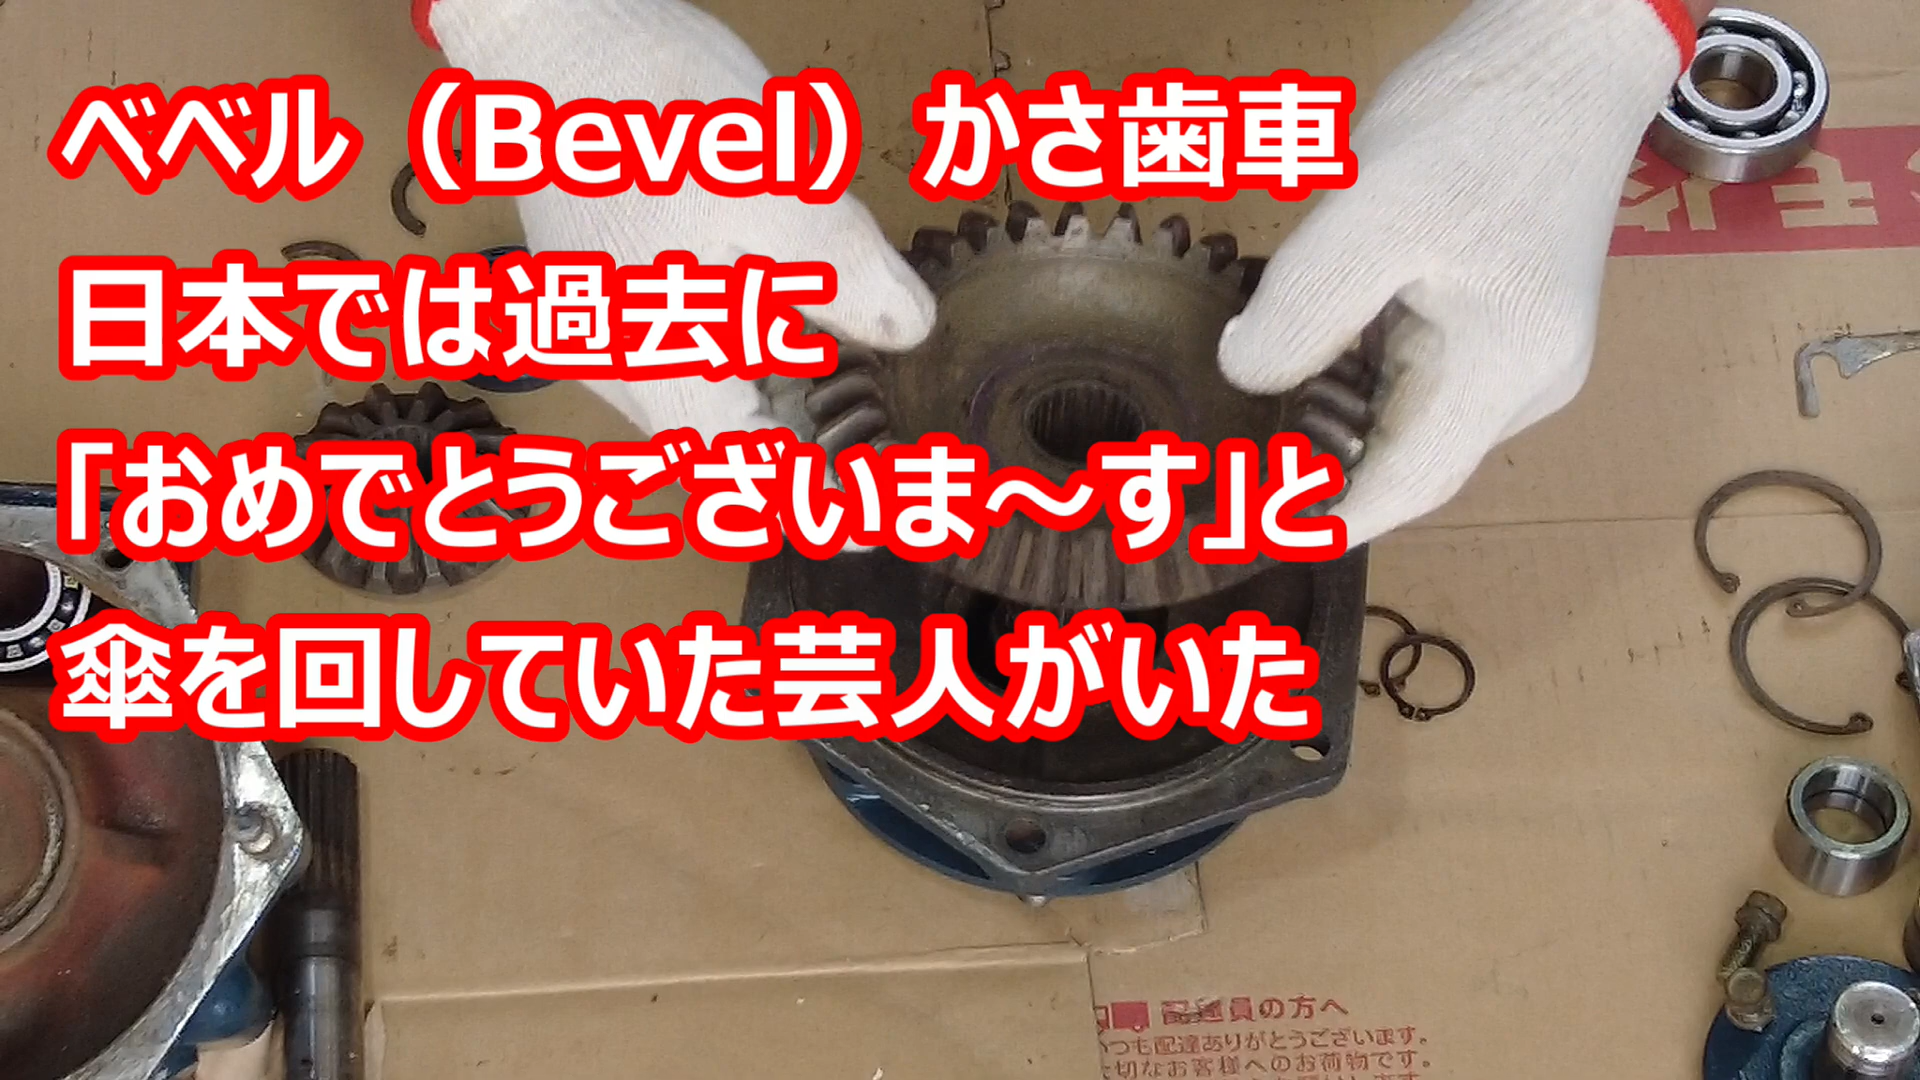 ベベル（Bevel）かさ歯車
日本では過去に
「おめでとうございま～す」と
傘を回していた芸人がいた
配達員の方へ
いつも配達ありがとうございます。
大切なお客様へのお荷物です。